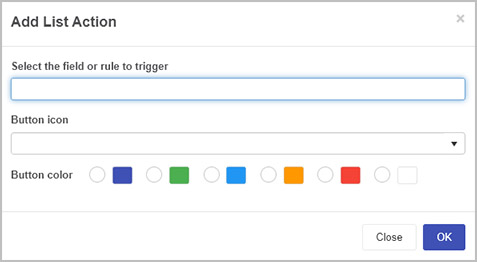 Add List Action
×
Select the field or rule to trigger
Button icon
Button color
Close OK